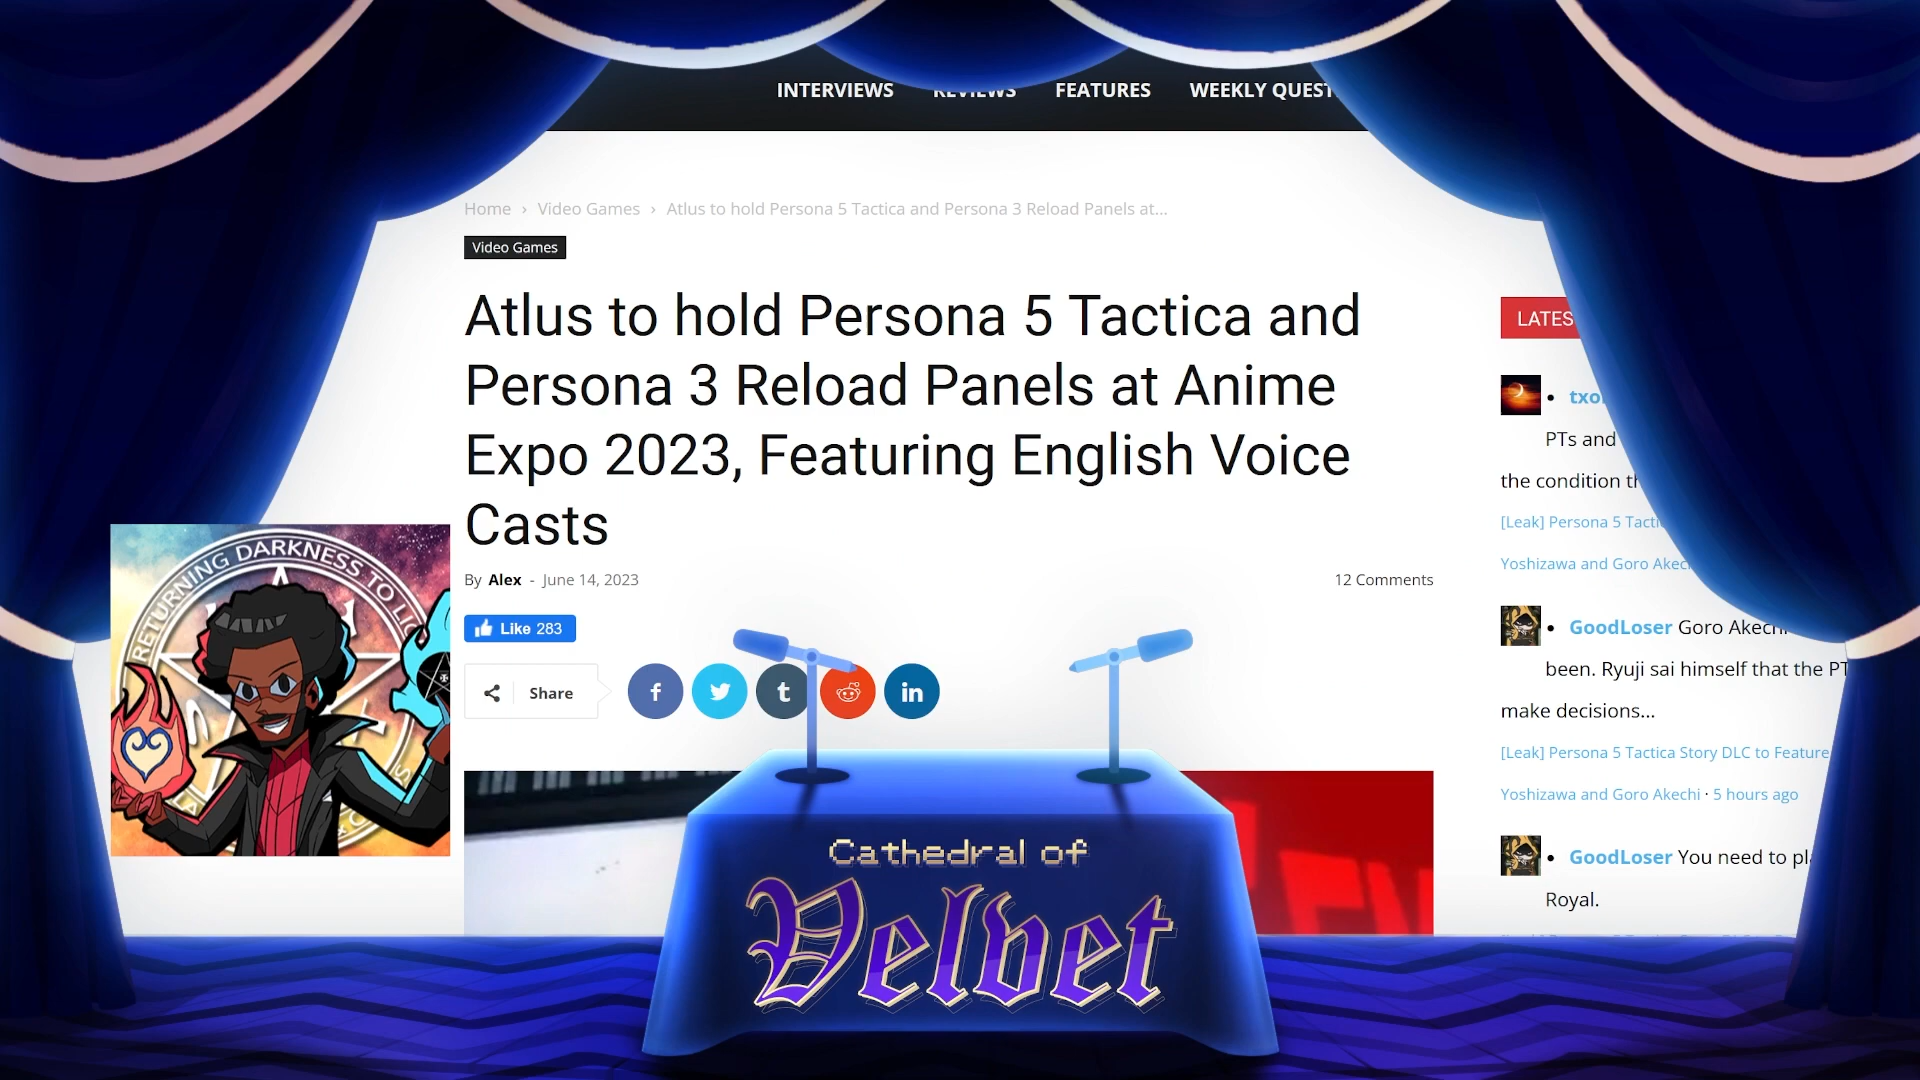 INTERVIEWS REVIEWS FEATURES WEEKLY QUEST
Home › Video Games › Atlus to hold Persona 5 Tactica and Persona 3 Reload Panels at...
Video Games
Atlus to hold Persona 5 Tactica and
Persona 3 Reload Panels at Anime
Expo 2023, Featuring English Voice
Casts
By Alex - June 14, 2023
12 Comments
Like 283
Share
RETURNING DARKNESS TO
LATES
PTs and
the condition
[Leak] Persona 5
Yoshizawa and Goro
GoodLoser Goro
been. Ryuji sai himself that the PT
make decisions...
[Leak] Persona 5 Tactica Story DLC to Feature
Yoshizawa and Goro Akechi · 5 hours ago
GoodLoser You need to
Royal.
Cathedral of
Velvet